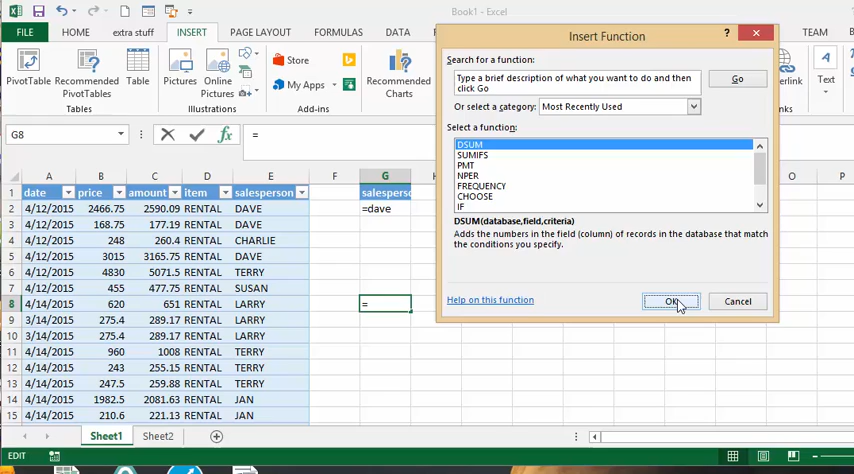 Book1 - Excel
FILE HOME extra stuff INSERT PAGE LAYOUT FORMULAS DATA TEAM
PivotTable Recommended PivotTables Table Pictures Online Pictures Store My Apps Recommended Charts Text
Tables Illustrations Add-ins
Insert Function
? ×
Search for a function:
Type a brief description of what you want to do and then
click Go
Go
Or select a category: Most Recently Used
Select a function:
DSUM
SUMIFS
PMT
NPER
FREQUENCY
CHOOSE
IF
DSUM(database,field,criteria)
Adds the numbers in the field (column) of records in the database that match
the conditions you specify.
Help on this function OK Cancel
G8 fx =
A B C D E F G O P
1 date price amount item salesperson salesperso
2 4/12/2015 2466.75 2590.09 RENTAL DAVE =dave
3 4/12/2015 168.75 177.19 RENTAL DAVE
4 4/12/2015 248 260.4 RENTAL CHARLIE
5 4/12/2015 3015 3165.75 RENTAL DAVE
6 4/12/2015 4830 5071.5 RENTAL TERRY
7 4/12/2015 455 477.75 RENTAL SUSAN
8 4/14/2015 620 651 RENTAL LARRY =
9 3/14/2015 275.4 289.17 RENTAL LARRY
10 3/14/2015 275.4 289.17 RENTAL LARRY
11 4/14/2015 960 1008 RENTAL TERRY
12 4/14/2015 243 255.15 RENTAL TERRY
13 4/14/2015 247.5 259.88 RENTAL TERRY
14 4/14/2015 1982.5 2081.63 RENTAL JAN
15 4/14/2015 210.6 221.13 RENTAL JAN
Sheet1 Sheet2
EDIT